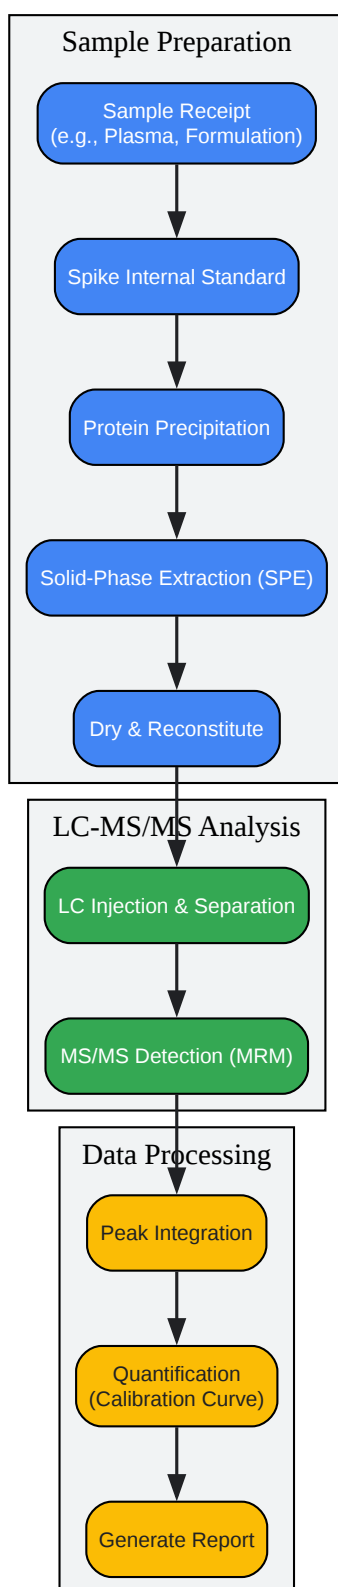 Sample Preparation
Sample Receipt
(e.g., Plasma, Formulation)
Spike Internal Standard
Protein Precipitation
Solid-Phase Extraction (SPE)
Dry & Reconstitute
LC-MS/MS Analysis
LC Injection & Separation
MS/MS Detection (MRM)
Data Processing
Peak Integration
Quantification
(Calibration Curve)
Generate Report